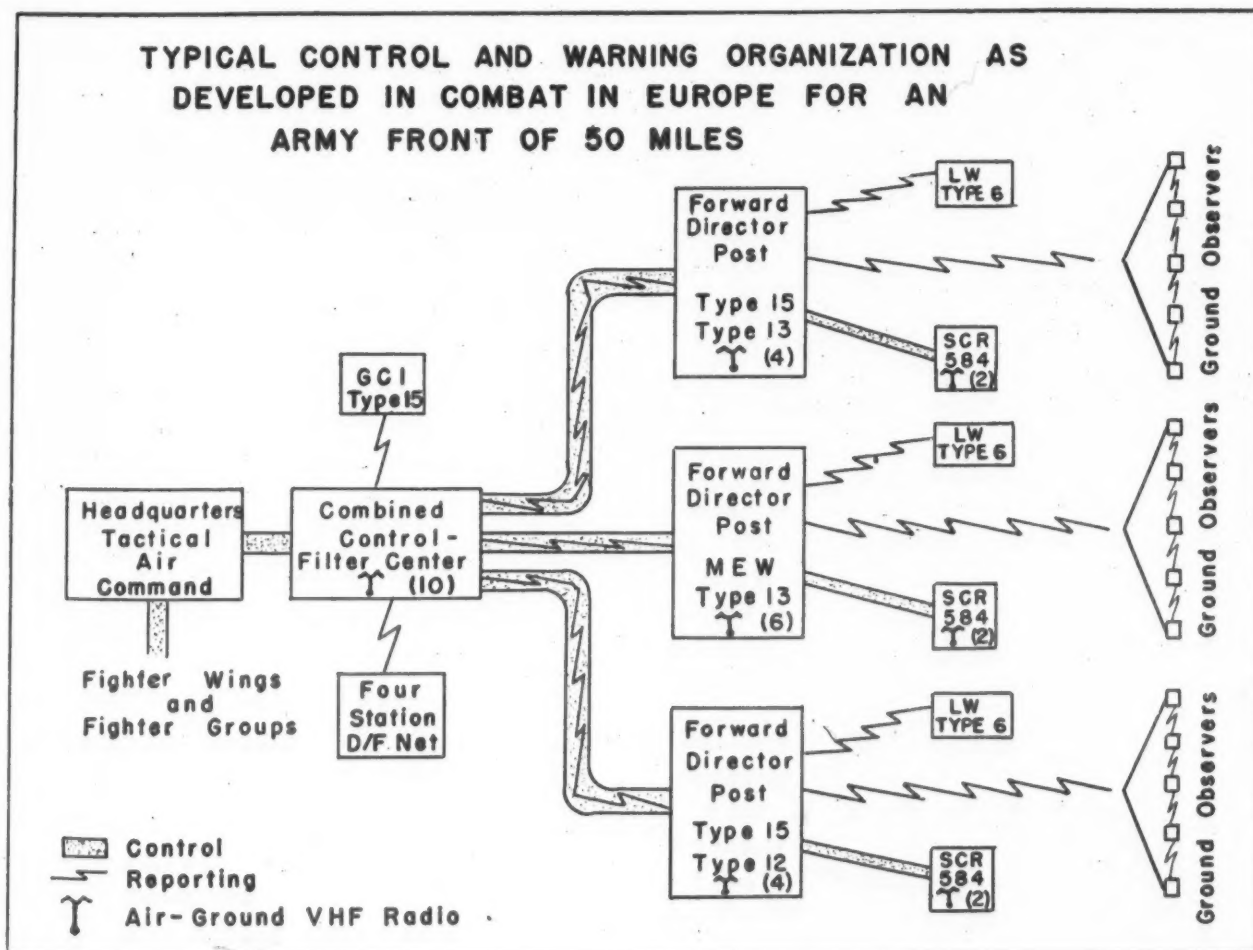 TYPICAL CONTROL AND WARNING ORGANIZATION AS
DEVELOPED IN COMBAT IN EUROPE FOR AN
ARMY FRONT OF 50 MILES
Headquarters
Tactical
Air
Command
Fighter Wings
and
Fighter Groups
GCI
Type 15
Combined
Control-
Filter Center
(10)
Four
Station
D/F Net
Forward
Director
Post
Type 15
Type 13
(4)
LW
TYPE 6
SCR
584
(2)
Ground Observers
Forward
Director
Post
MEW
Type 13
(6)
LW
TYPE 6
SCR
584
(2)
Ground Observers
Forward
Director
Post
Type 15
Type 12
(4)
LW
TYPE 6
SCR
584
(2)
Ground Observers
Control
Reporting
Air-Ground VHF Radio